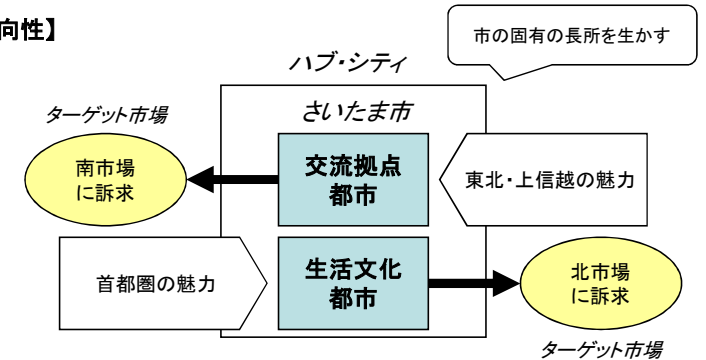 向性】
市の固有の長所を生かす
ハブ・シティ
ターゲット市場
さいたま市
南市場
に訴求
交流拠点
都市
東北・上信越の魅力
首都圏の魅力
生活文化
都市
北市場
に訴求
ターゲット市場